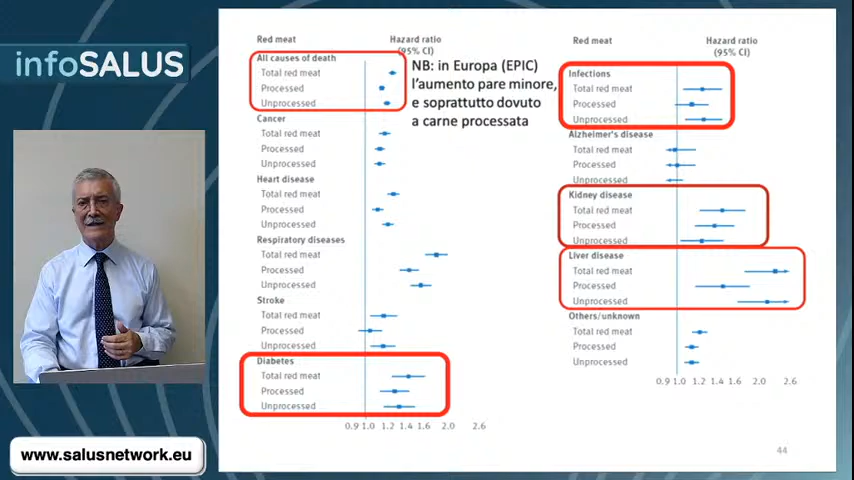 infoSALUS
www.salusnetwork.eu
Red meat
Hazard ratio
(95% CI)
All causes of death
Total red meat
Processed
Unprocessed
Cancer
Total red meat
Processed
Unprocessed
Heart disease
Total red meat
Processed
Unprocessed
Respiratory diseases
Total red meat
Processed
Unprocessed
Stroke
Total red meat
Processed
Unprocessed
Diabetes
Total red meat
Processed
Unprocessed
0.9 1.0 1.2 1.4 1.6 2.0 2.6
NB: in Europa (EPIC)
l'aumento pare minore,
e soprattutto dovuto
a carne processata
Red meat
Hazard ratio
(95% CI)
Infections
Total red meat
Processed
Unprocessed
Alzheimer's disease
Total red meat
Processed
Unprocessed
Kidney disease
Total red meat
Processed
Unprocessed
Liver disease
Total red meat
Processed
Unprocessed
Others/unknown
Total red meat
Processed
Unprocessed
0.9 1.0 1.2 1.4 1.6 2.0 2.6
44